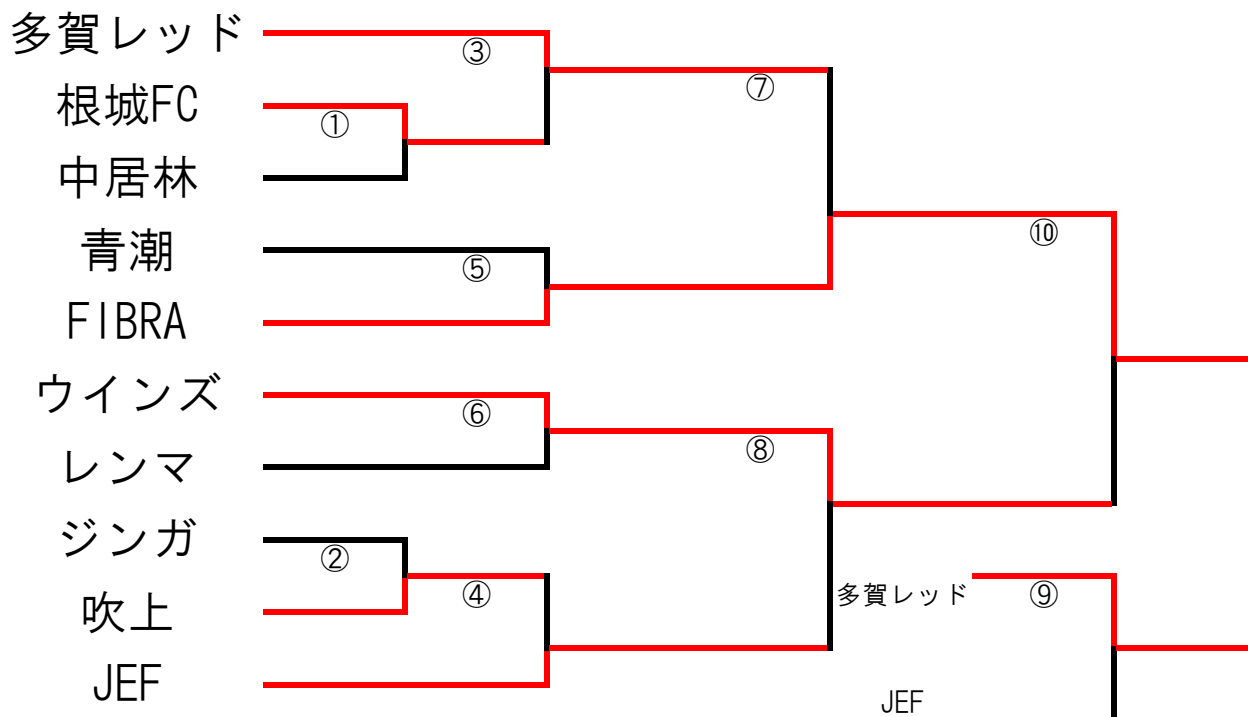 多賀レッド
③
⑦
根城FC
①
中居林
青潮
⑤
⑩
FIBRA
ウインズ
⑥
⑧
レンマ
ジンガ
②
④
多賀レッド
⑨
吹上
JEF
JEF